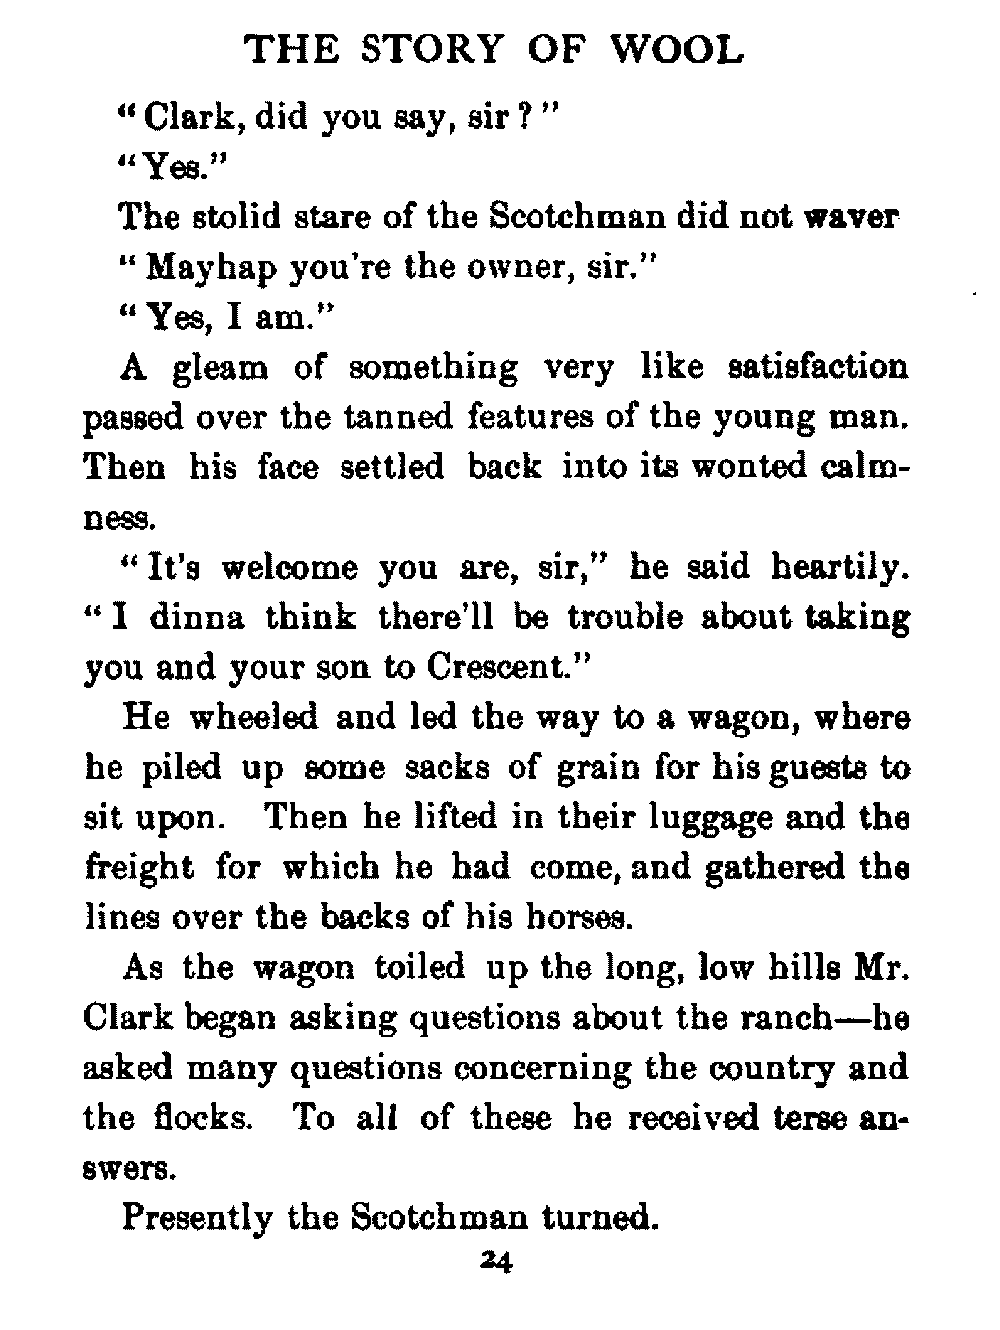 THE STORY OF WOOL
"Clark, did you say, sir?"
"Yes."
The stolid stare of the Scotchman did not waver
"Mayhap you're the owner, sir."
"Yes, I am."
A gleam of something very like satisfaction
passed over the tanned features of the young man.
Then his face settled back into its wonted calm-
ness.
"It's welcome you are, sir," he said heartily.
"I dinna think there'll be trouble about taking
you and your son to Crescent."
He wheeled and led the way to a wagon, where
he piled up some sacks of grain for his guests to
sit upon. Then he lifted in their luggage and the
freight for which he had come, and gathered the
lines over the backs of his horses.
As the wagon toiled up the long, low hills Mr.
Clark began asking questions about the ranch—he
asked many questions concerning the country and
the flocks. To all of these he received terse an-
swers.
Presently the Scotchman turned.
24